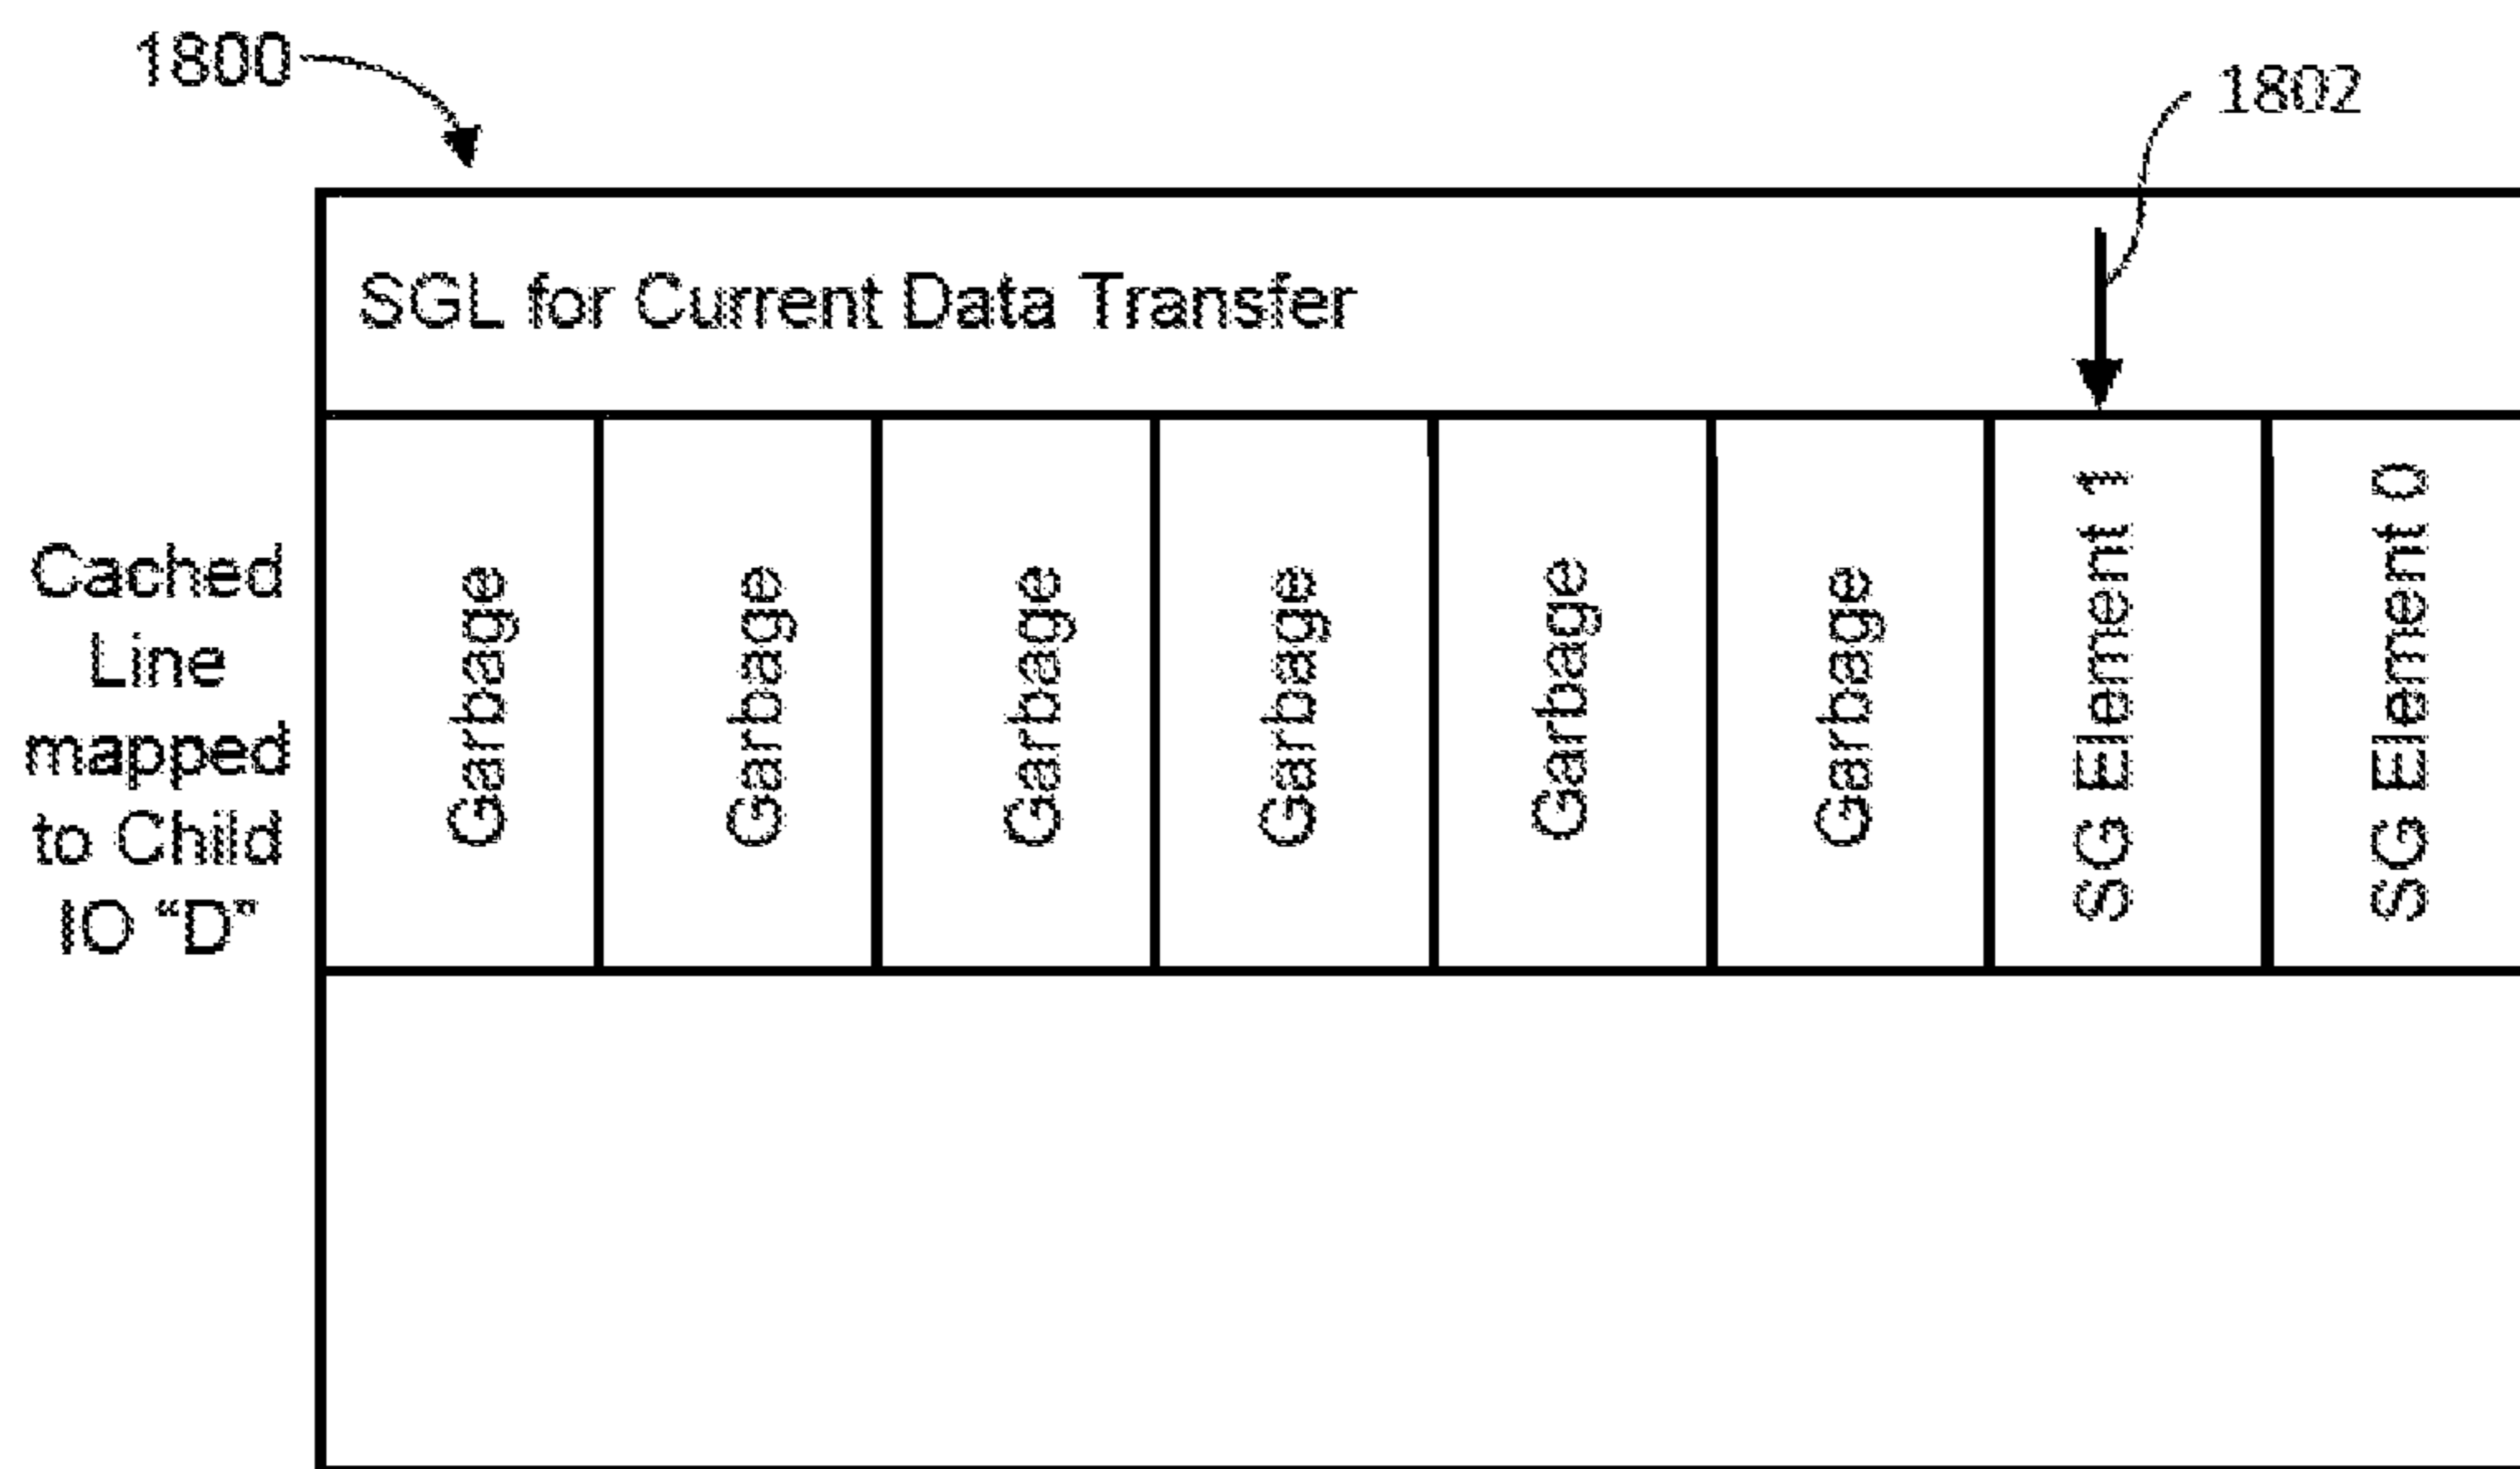 1800
1802
SGL for Current Data Transfer
Cached
Line
mapped
to Child
IO “D”
Garbage
Garbage
Garbage
Garbage
Garbage
Garbage
SG Element 1
SG Element 0